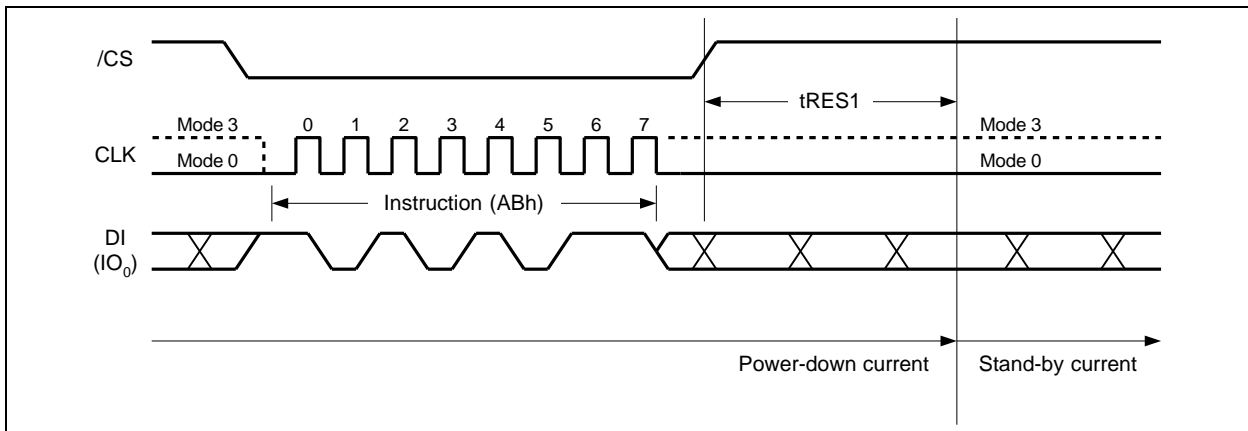 /CS
tRES1
Mode 3 0 1 2 3 4 5 6 7 Mode 3
CLK
Mode 0 Mode 0
Instruction (ABh)
DI
(IO₀)
Power-down current Stand-by current